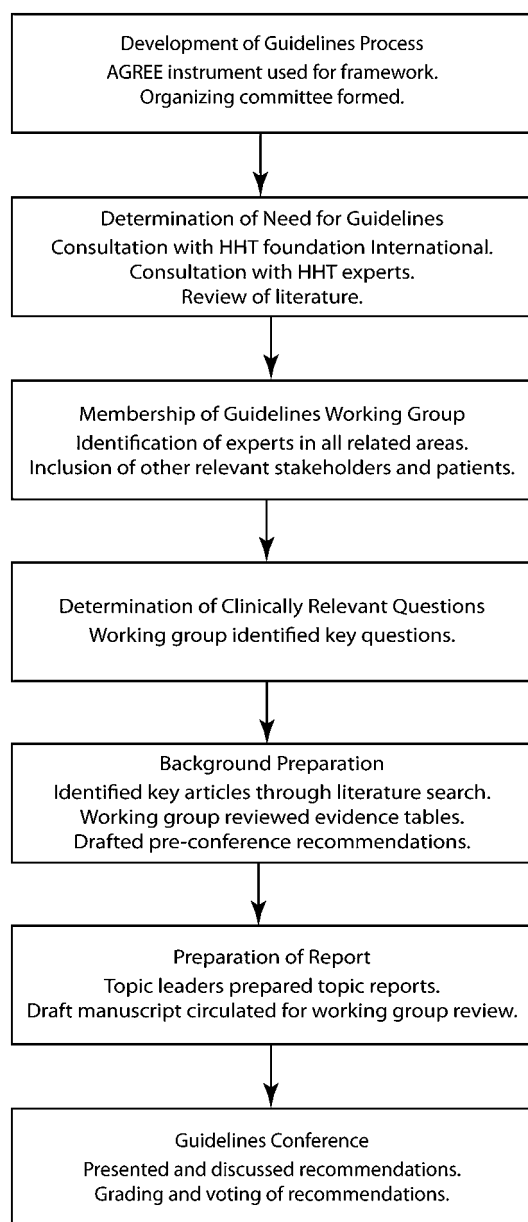 Development of Guidelines Process
AGREE instrument used for framework.
Organizing committee formed.
Determination of Need for Guidelines
Consultation with HHT foundation International.
Consultation with HHT experts.
Review of literature.
Membership of Guidelines Working Group
Identification of experts in all related areas.
Inclusion of other relevant stakeholders and patients.
Determination of Clinically Relevant Questions
Working group identified key questions.
Background Preparation
Identified key articles through literature search.
Working group reviewed evidence tables.
Drafted pre-conference recommendations.
Preparation of Report
Topic leaders prepared topic reports.
Draft manuscript circulated for working group review.
Guidelines Conference
Presented and discussed recommendations.
Grading and voting of recommendations.